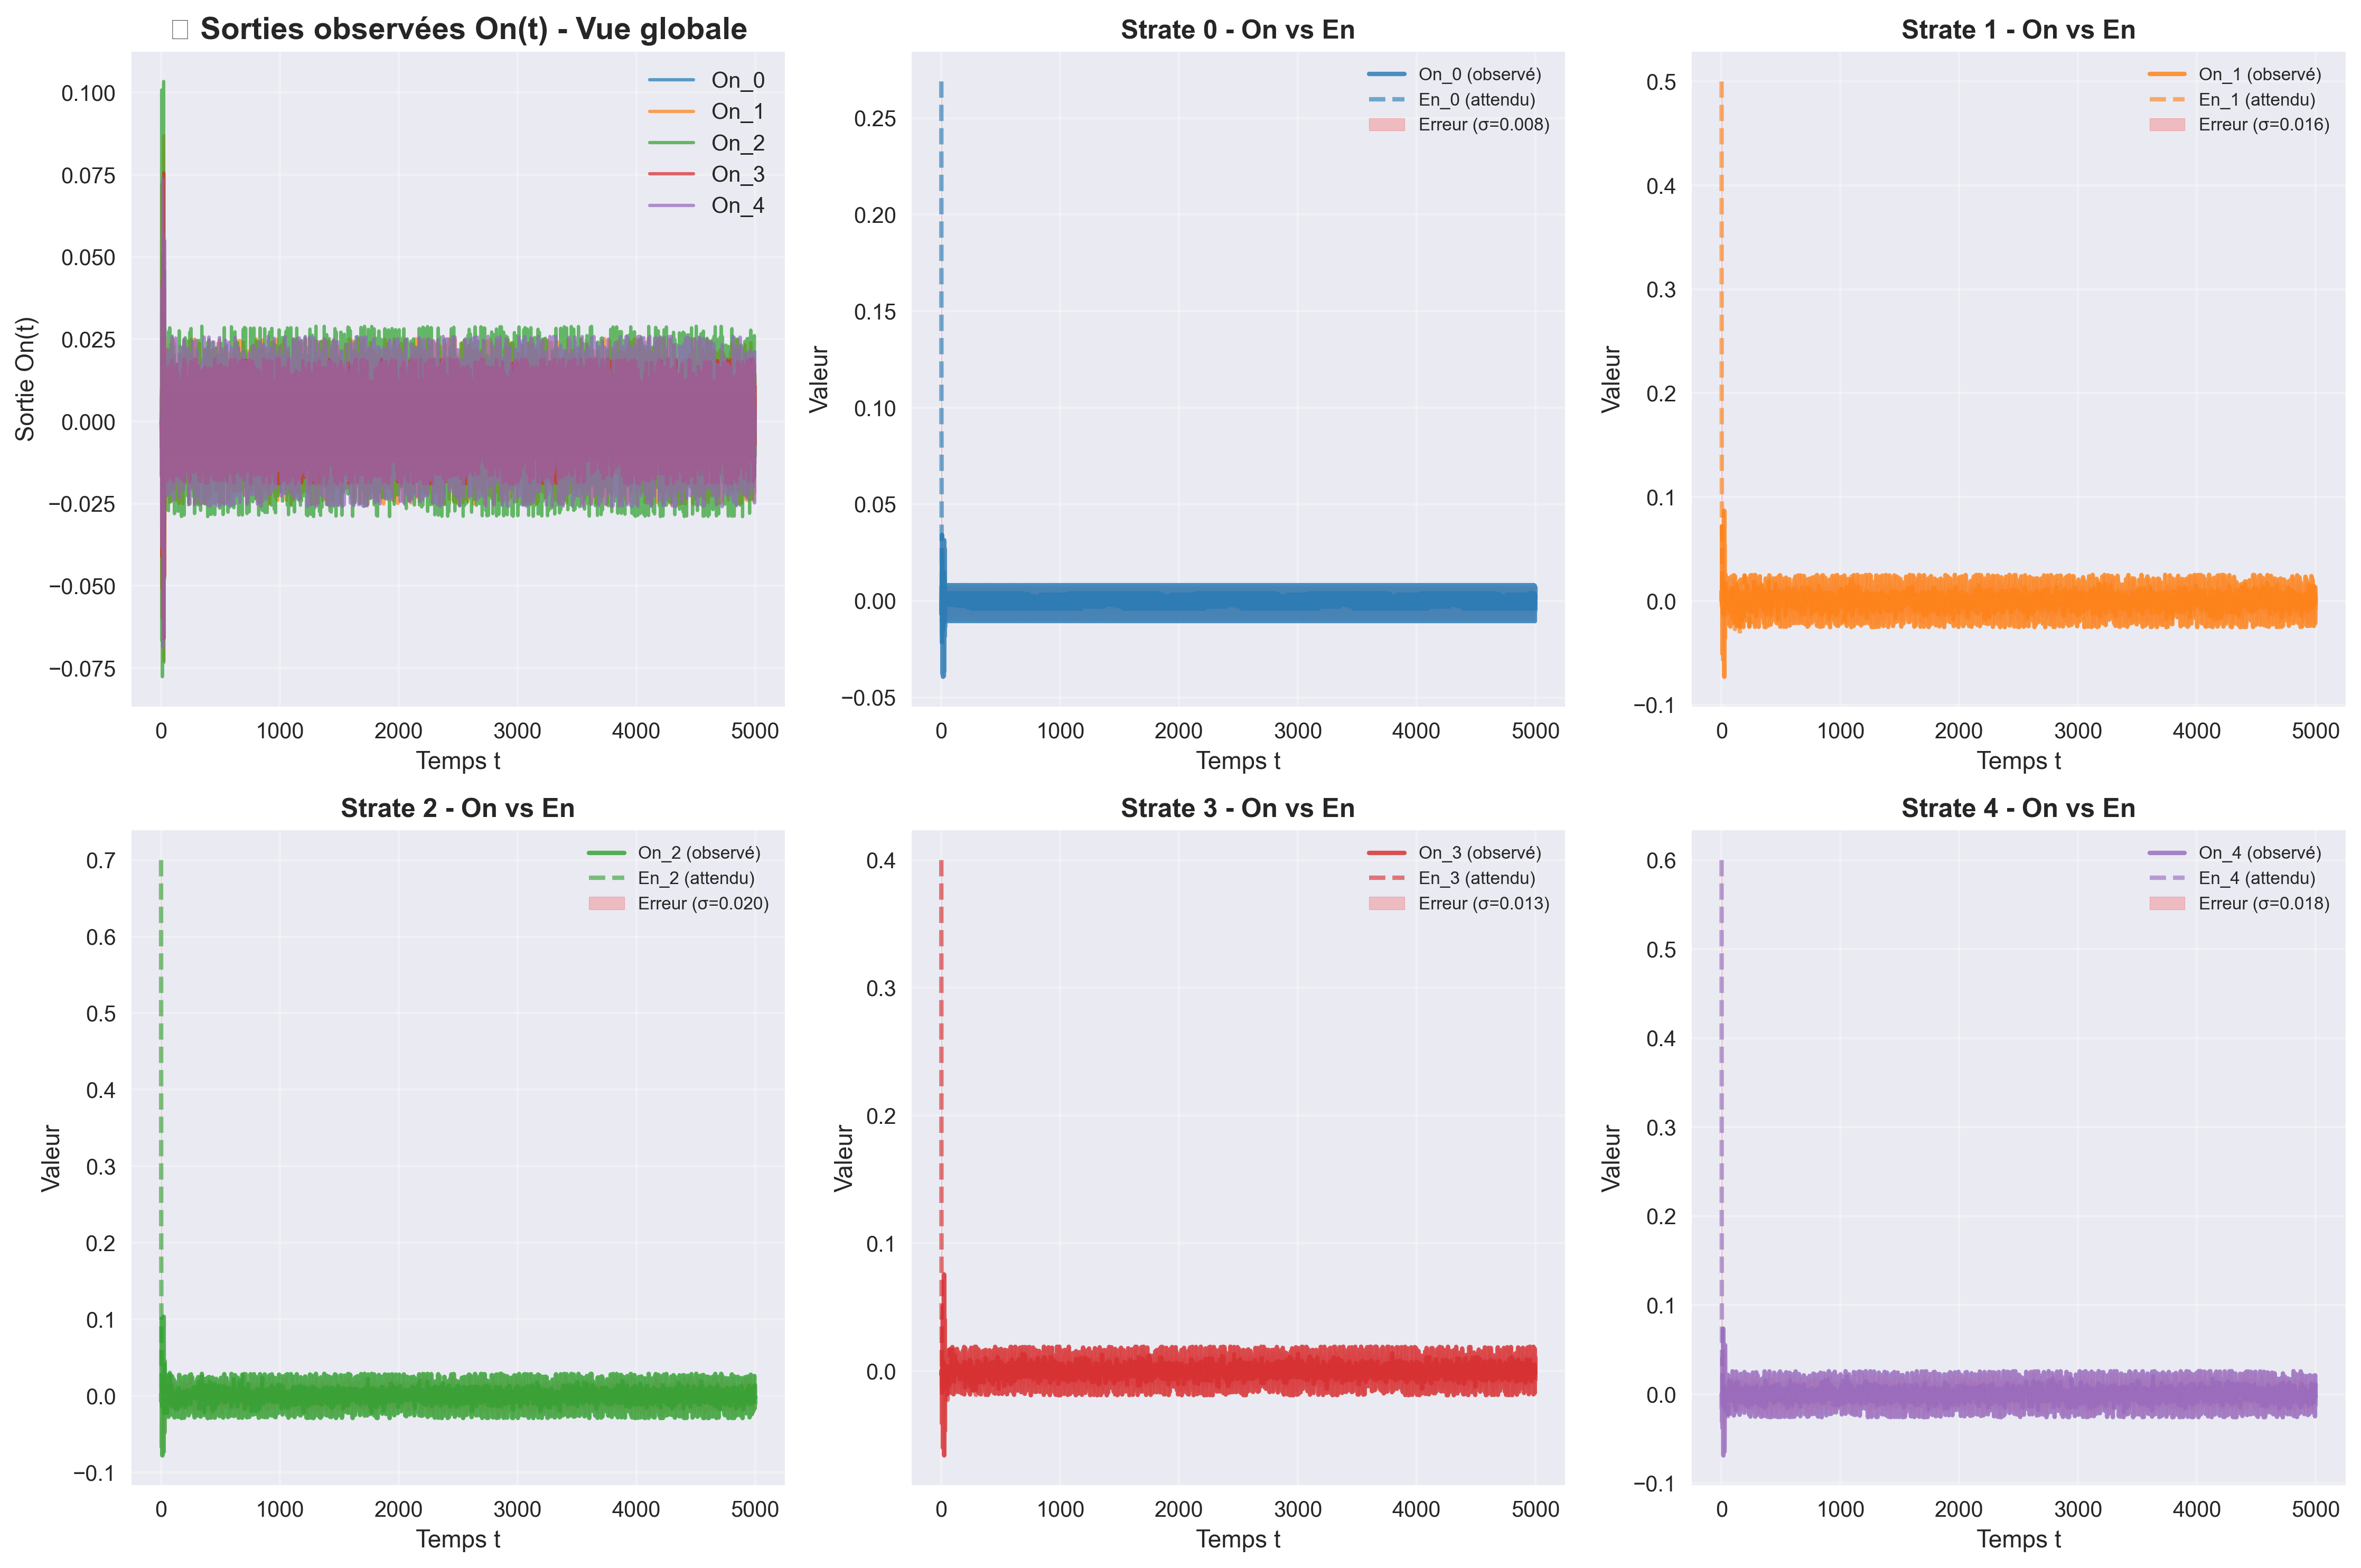 Sorties observées On(t) - Vue globale
On_0
On_1
On_2
On_3
On_4
0.100
0.075
0.050
0.025
0.000
−0.025
−0.050
−0.075
Sortie On(t)
0 1000 2000 3000 4000 5000
Temps t
Strate 0 - On vs En
On_0 (observé)
En_0 (attendu)
Erreur (σ=0.008)
0.25
0.20
0.15
0.10
0.05
0.00
−0.05
Valeur
0 1000 2000 3000 4000 5000
Temps t
Strate 1 - On vs En
On_1 (observé)
En_1 (attendu)
Erreur (σ=0.016)
0.5
0.4
0.3
0.2
0.1
0.0
−0.1
Valeur
0 1000 2000 3000 4000 5000
Temps t
Strate 2 - On vs En
On_2 (observé)
En_2 (attendu)
Erreur (σ=0.020)
0.7
0.6
0.5
0.4
0.3
0.2
0.1
0.0
−0.1
Valeur
0 1000 2000 3000 4000 5000
Temps t
Strate 3 - On vs En
On_3 (observé)
En_3 (attendu)
Erreur (σ=0.013)
0.4
0.3
0.2
0.1
0.0
Valeur
0 1000 2000 3000 4000 5000
Temps t
Strate 4 - On vs En
On_4 (observé)
En_4 (attendu)
Erreur (σ=0.018)
0.6
0.5
0.4
0.3
0.2
0.1
0.0
−0.1
Valeur
0 1000 2000 3000 4000 5000
Temps t